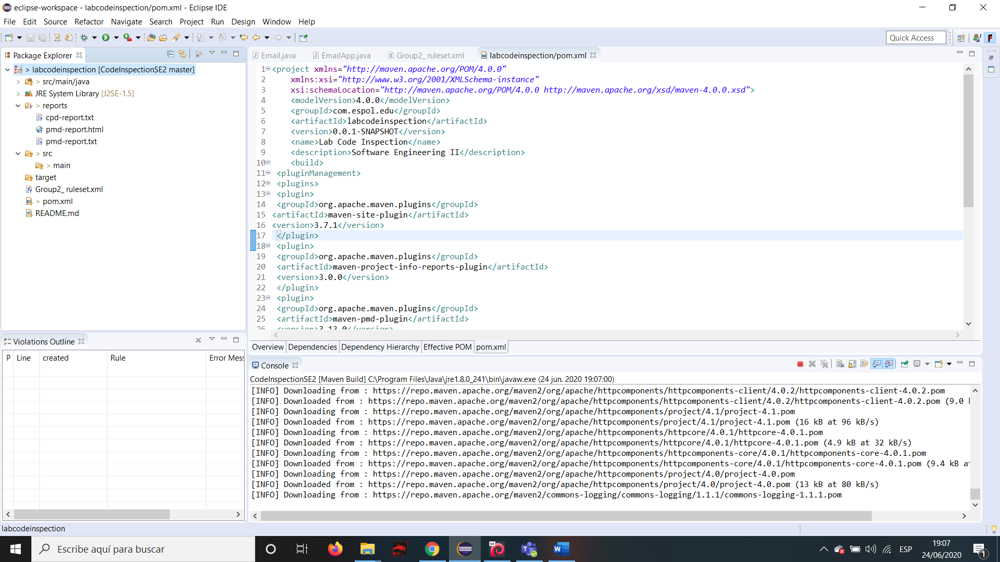 eclipse-workspace - labcodeinspection/pom.xml - Eclipse IDE
File Edit Source Refactor Navigate Search Project Run Design Window Help
Quick Access
Package Explorer
> labcodeinspection [CodeInspectionSE2 master]
> src/main/java
JRE System Library [J2SE-1.5]
> reports
cpd-report.txt
pmd-report.html
pmd-report.txt
> src
> main
target
Group2_ ruleset.xml
> pom.xml
README.md
Email.java EmailApp.java Group2_ ruleset.xml labcodeinspection/pom.xml
1 <project xmlns="http://maven.apache.org/POM/4.0.0"
2 xmlns:xsi="http://www.w3.org/2001/XMLSchema-instance"
3 xsi:schemaLocation="http://maven.apache.org/POM/4.0.0 http://maven.apache.org/xsd/maven-4.0.0.xsd">
4 <modelVersion>4.0.0</modelVersion>
5 <groupId>com.espol.edu</groupId>
6 <artifactId>labcodeinspection</artifactId>
7 <version>0.0.1-SNAPSHOT</version>
8 <name>Lab Code Inspection</name>
9 <description>Software Engineering II</description>
10 <build>
11 <pluginManagement>
12 <plugins>
13 <plugin>
14 <groupId>org.apache.maven.plugins</groupId>
15 <artifactId>maven-site-plugin</artifactId>
16 <version>3.7.1</version>
17 </plugin>
18 <plugin>
19 <groupId>org.apache.maven.plugins</groupId>
20 <artifactId>maven-project-info-reports-plugin</artifactId>
21 <version>3.0.0</version>
22 </plugin>
23 <plugin>
24 <groupId>org.apache.maven.plugins</groupId>
25 <artifactId>maven-pmd-plugin</artifactId>
26 <version>3.13.0</version>
Overview Dependencies Dependency Hierarchy Effective POM pom.xml
Violations Outline
P Line created Rule Error Mess
Console
CodeInspectionSE2 [Maven Build] C:\Program Files\Java\jre1.8.0_241\bin\javaw.exe (24 jun. 2020 19:07:00)
[INFO] Downloading from : https://repo.maven.apache.org/maven2/org/apache/httpcomponents/httpcomponents-client/4.0.2/httpcomponents-client-4.0.2.pom
[INFO] Downloaded from : https://repo.maven.apache.org/maven2/org/apache/httpcomponents/httpcomponents-client/4.0.2/httpcomponents-client-4.0.2.pom (9.0 k
[INFO] Downloading from : https://repo.maven.apache.org/maven2/org/apache/httpcomponents/project/4.1/project-4.1.pom
[INFO] Downloaded from : https://repo.maven.apache.org/maven2/org/apache/httpcomponents/project/4.1/project-4.1.pom (16 kB at 96 kB/s)
[INFO] Downloading from : https://repo.maven.apache.org/maven2/org/apache/httpcomponents/httpcore/4.0.1/httpcore-4.0.1.pom
[INFO] Downloaded from : https://repo.maven.apache.org/maven2/org/apache/httpcomponents/httpcore/4.0.1/httpcore-4.0.1.pom (4.9 kB at 32 kB/s)
[INFO] Downloading from : https://repo.maven.apache.org/maven2/org/apache/httpcomponents/httpcomponents-core/4.0.1/httpcomponents-core-4.0.1.pom
[INFO] Downloaded from : https://repo.maven.apache.org/maven2/org/apache/httpcomponents/httpcomponents-core/4.0.1/httpcomponents-core-4.0.1.pom (9.4 kB at
[INFO] Downloading from : https://repo.maven.apache.org/maven2/org/apache/httpcomponents/project/4.0/project-4.0.pom
[INFO] Downloaded from : https://repo.maven.apache.org/maven2/org/apache/httpcomponents/project/4.0/project-4.0.pom (13 kB at 80 kB/s)
[INFO] Downloading from : https://repo.maven.apache.org/maven2/commons-logging/commons-logging/1.1.1/commons-logging-1.1.1.pom
labcodeinspection
Escribe aquí para buscar
64
ESP
19:07
24/06/2020
1